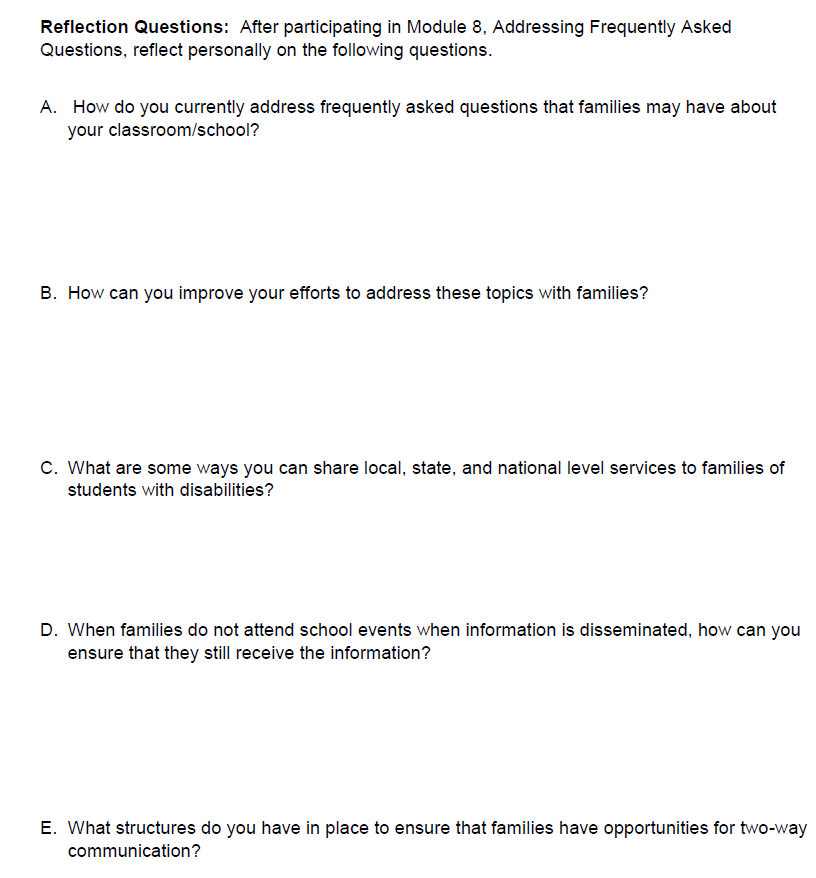 Reflection Questions: After participating in Module 8, Addressing Frequently Asked
Questions, reflect personally on the following questions.
A. How do you currently address frequently asked questions that families may have about
your classroom/school?
B. How can you improve your efforts to address these topics with families?
C. What are some ways you can share local, state, and national level services to families of
students with disabilities?
D. When families do not attend school events when information is disseminated, how can you
ensure that they still receive the information?
E. What structures do you have in place to ensure that families have opportunities for two-way
communication?